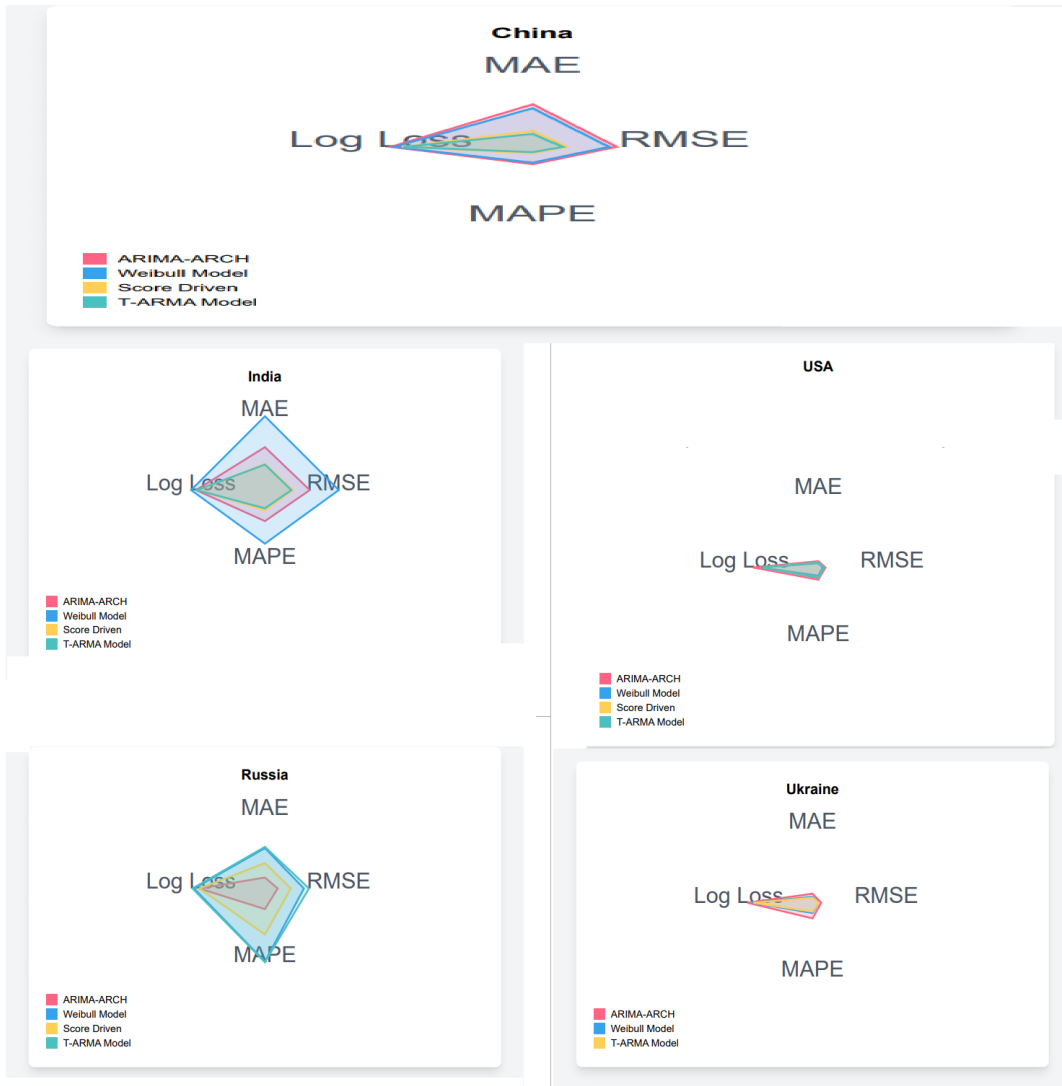 China
MAE
Log Loss
RMSE
MAPE
ARIMA-ARCH
Weibull Model
Score Driven
T-ARMA Model
India
MAE
Log Loss
RMSE
MAPE
ARIMA-ARCH
Weibull Model
Score Driven
T-ARMA Model
USA
MAE
Log Loss
RMSE
MAPE
ARIMA-ARCH
Weibull Model
Score Driven
T-ARMA Model
Russia
MAE
Log Loss
RMSE
MAPE
ARIMA-ARCH
Weibull Model
Score Driven
T-ARMA Model
Ukraine
MAE
Log Loss
RMSE
MAPE
ARIMA-ARCH
Weibull Model
T-ARMA Model